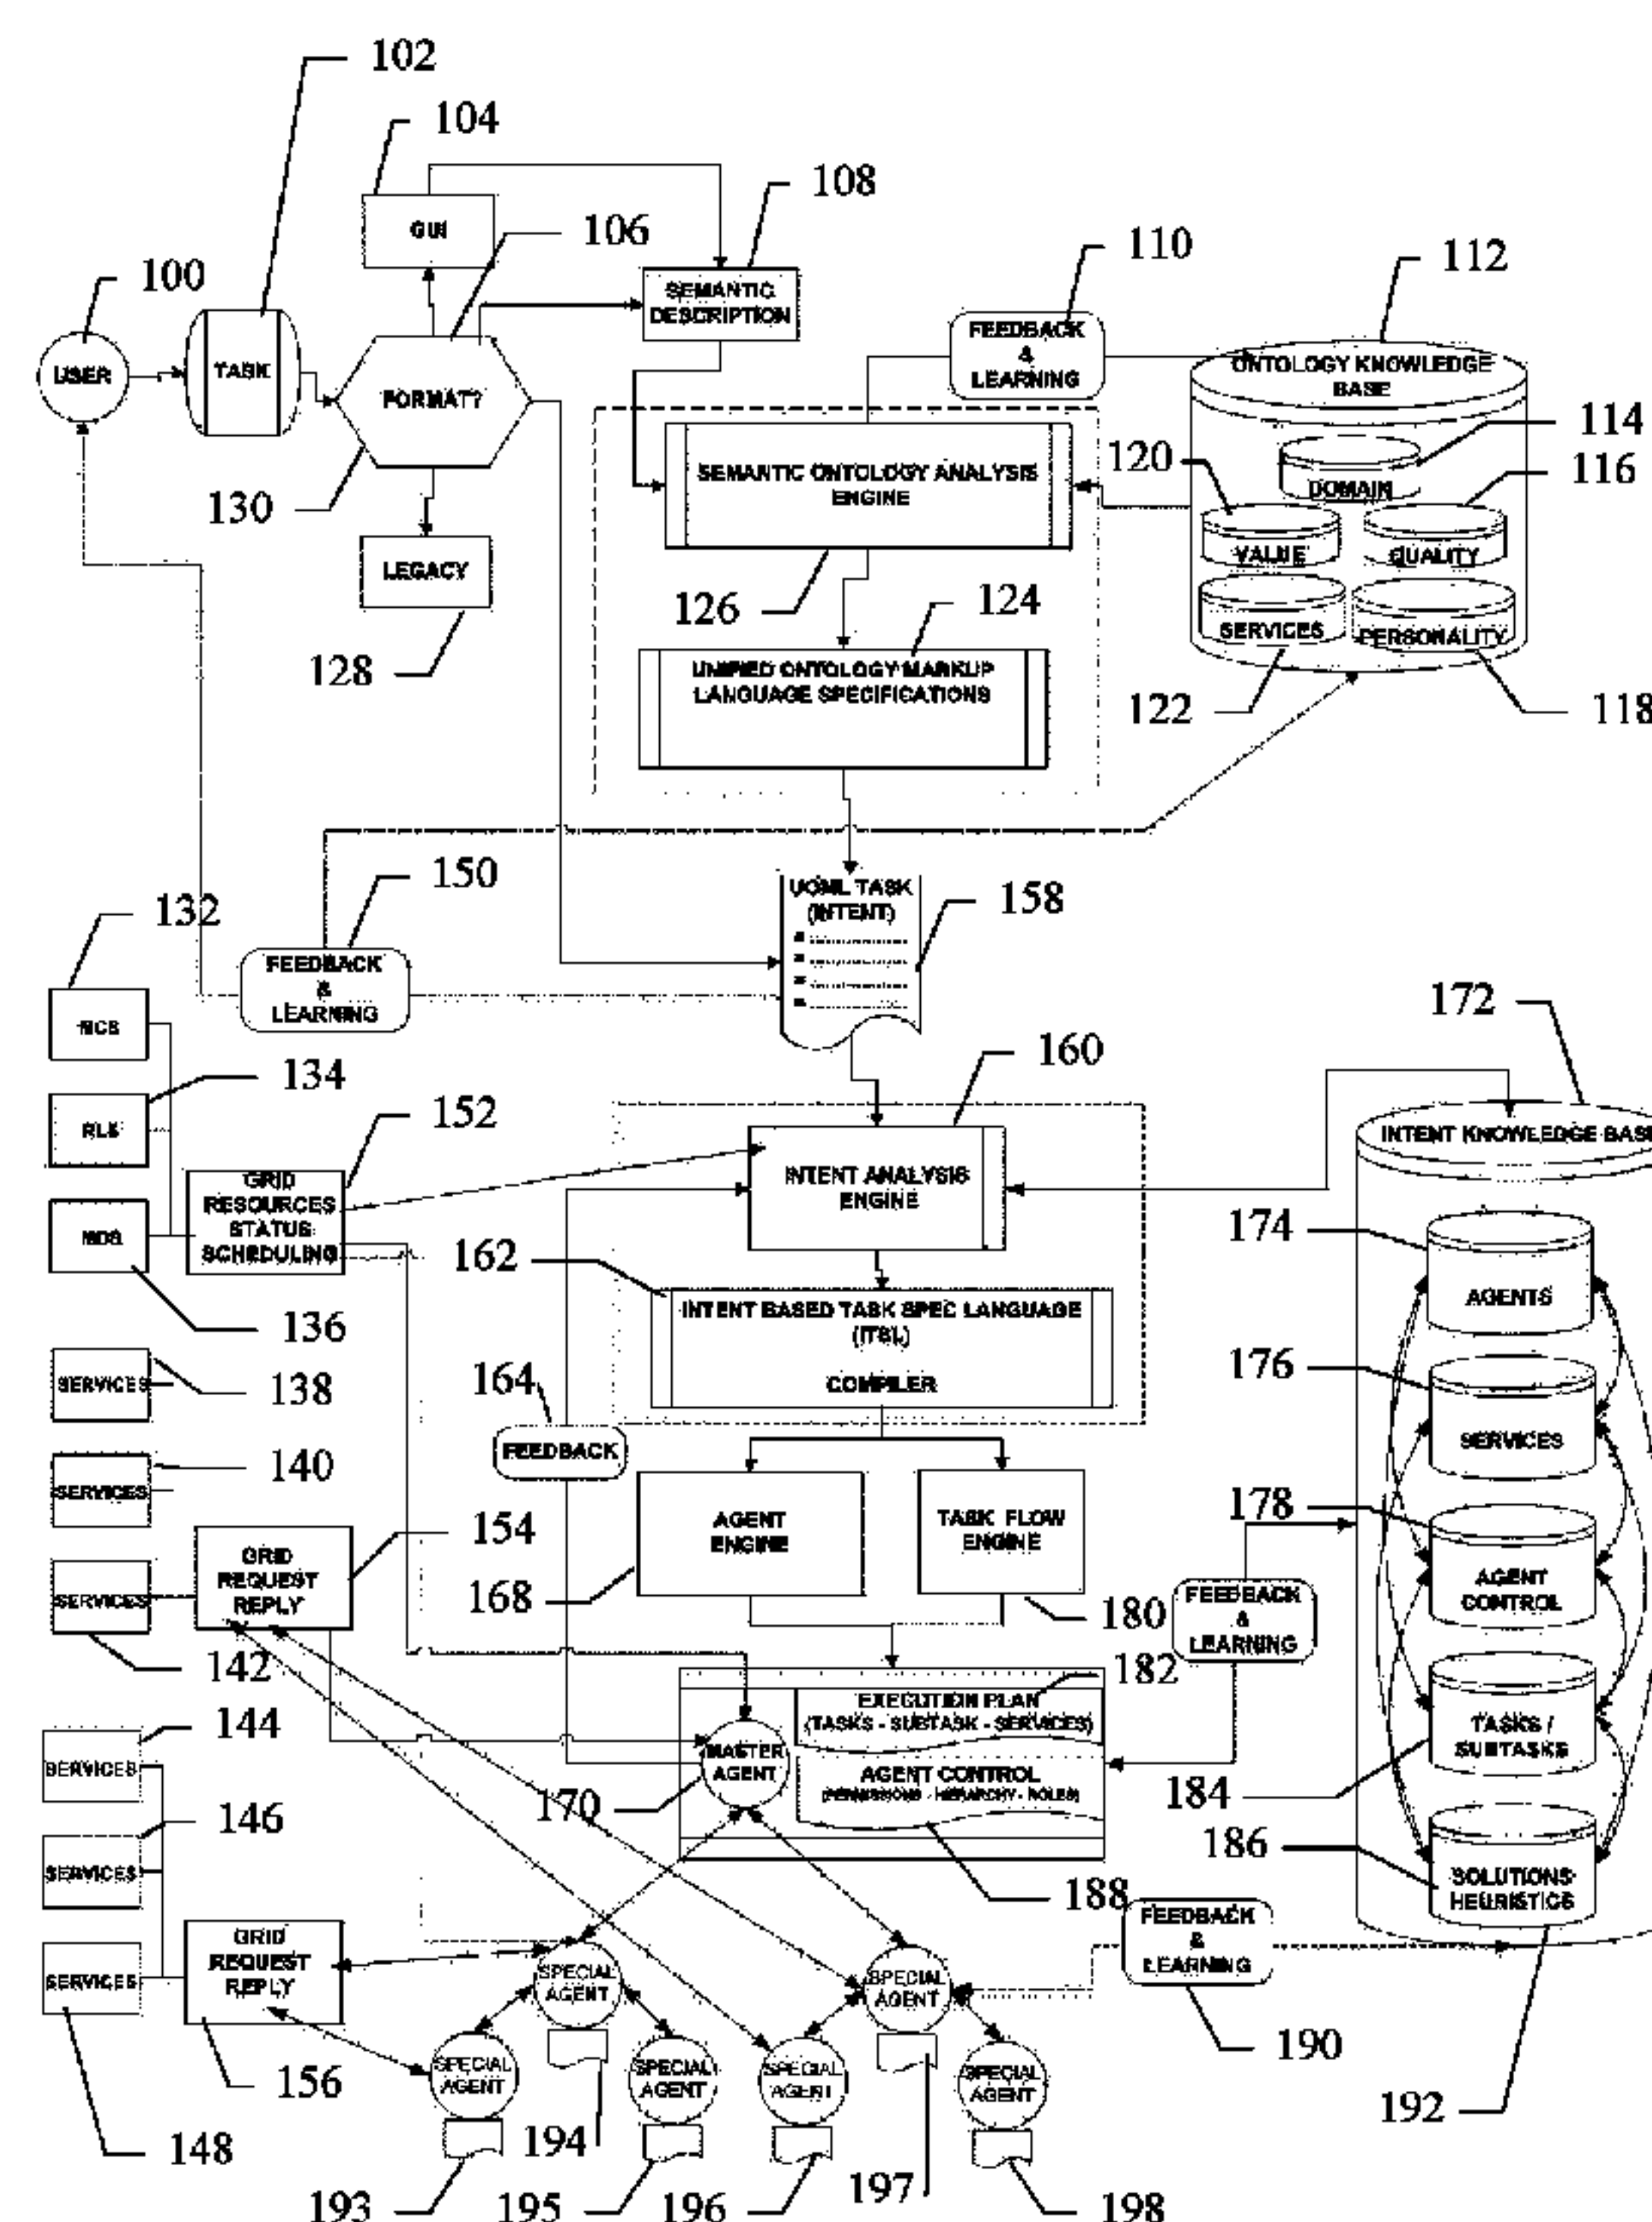 102
104
GUI
108
106
SEMANTIC
DESCRIPTION
110
112
100
FEEDBACK
&
LEARNING
ONTOLOGY KNOWLEDGE
BASE
USER
TASK
FORMAT?
114
120
116
SEMANTIC ONTOLOGY ANALYSIS
ENGINE
DOMAIN
130
VALUE
QUALITY
LEGACY
126
124
SERVICES
PERSONALITY
128
UNIFIED ONTOLOGY MARKUP
LANGUAGE SPECIFICATIONS
122
118
150
132
UOML TASK
(INTENT)
158
FEEDBACK
&
LEARNING
172
MCS
160
134
152
RLS
INTENT KNOWLEDGE BASE
GRID
RESOURCES
STATUS
SCHEDULING
INTENT ANALYSIS
ENGINE
MDS
174
162
136
AGENTS
INTENT BASED TASK SPEC LANGUAGE
(ITSL)
COMPILER
SERVICES
138
164
176
FEEDBACK
SERVICES
140
SERVICES
154
AGENT
ENGINE
TASK FLOW
ENGINE
178
GRID
REQUEST
REPLY
AGENT
CONTROL
SERVICES
168
180
FEEDBACK
&
LEARNING
142
182
EXECUTION PLAN
(TASKS - SUBTASK - SERVICES)
144
TASKS /
SUBTASKS
SERVICES
MASTER
AGENT
AGENT CONTROL
(PERMISSIONS - HIERARCHY - ROLES)
184
170
146
186
SERVICES
SOLUTIONS
HEURISTICS
188
FEEDBACK
&
LEARNING
GRID
REQUEST
REPLY
SERVICES
SPECIAL
AGENT
SPECIAL
AGENT
190
156
SPECIAL
AGENT
SPECIAL
AGENT
SPECIAL
AGENT
SPECIAL
AGENT
192
148
194
197
193
195
196
198